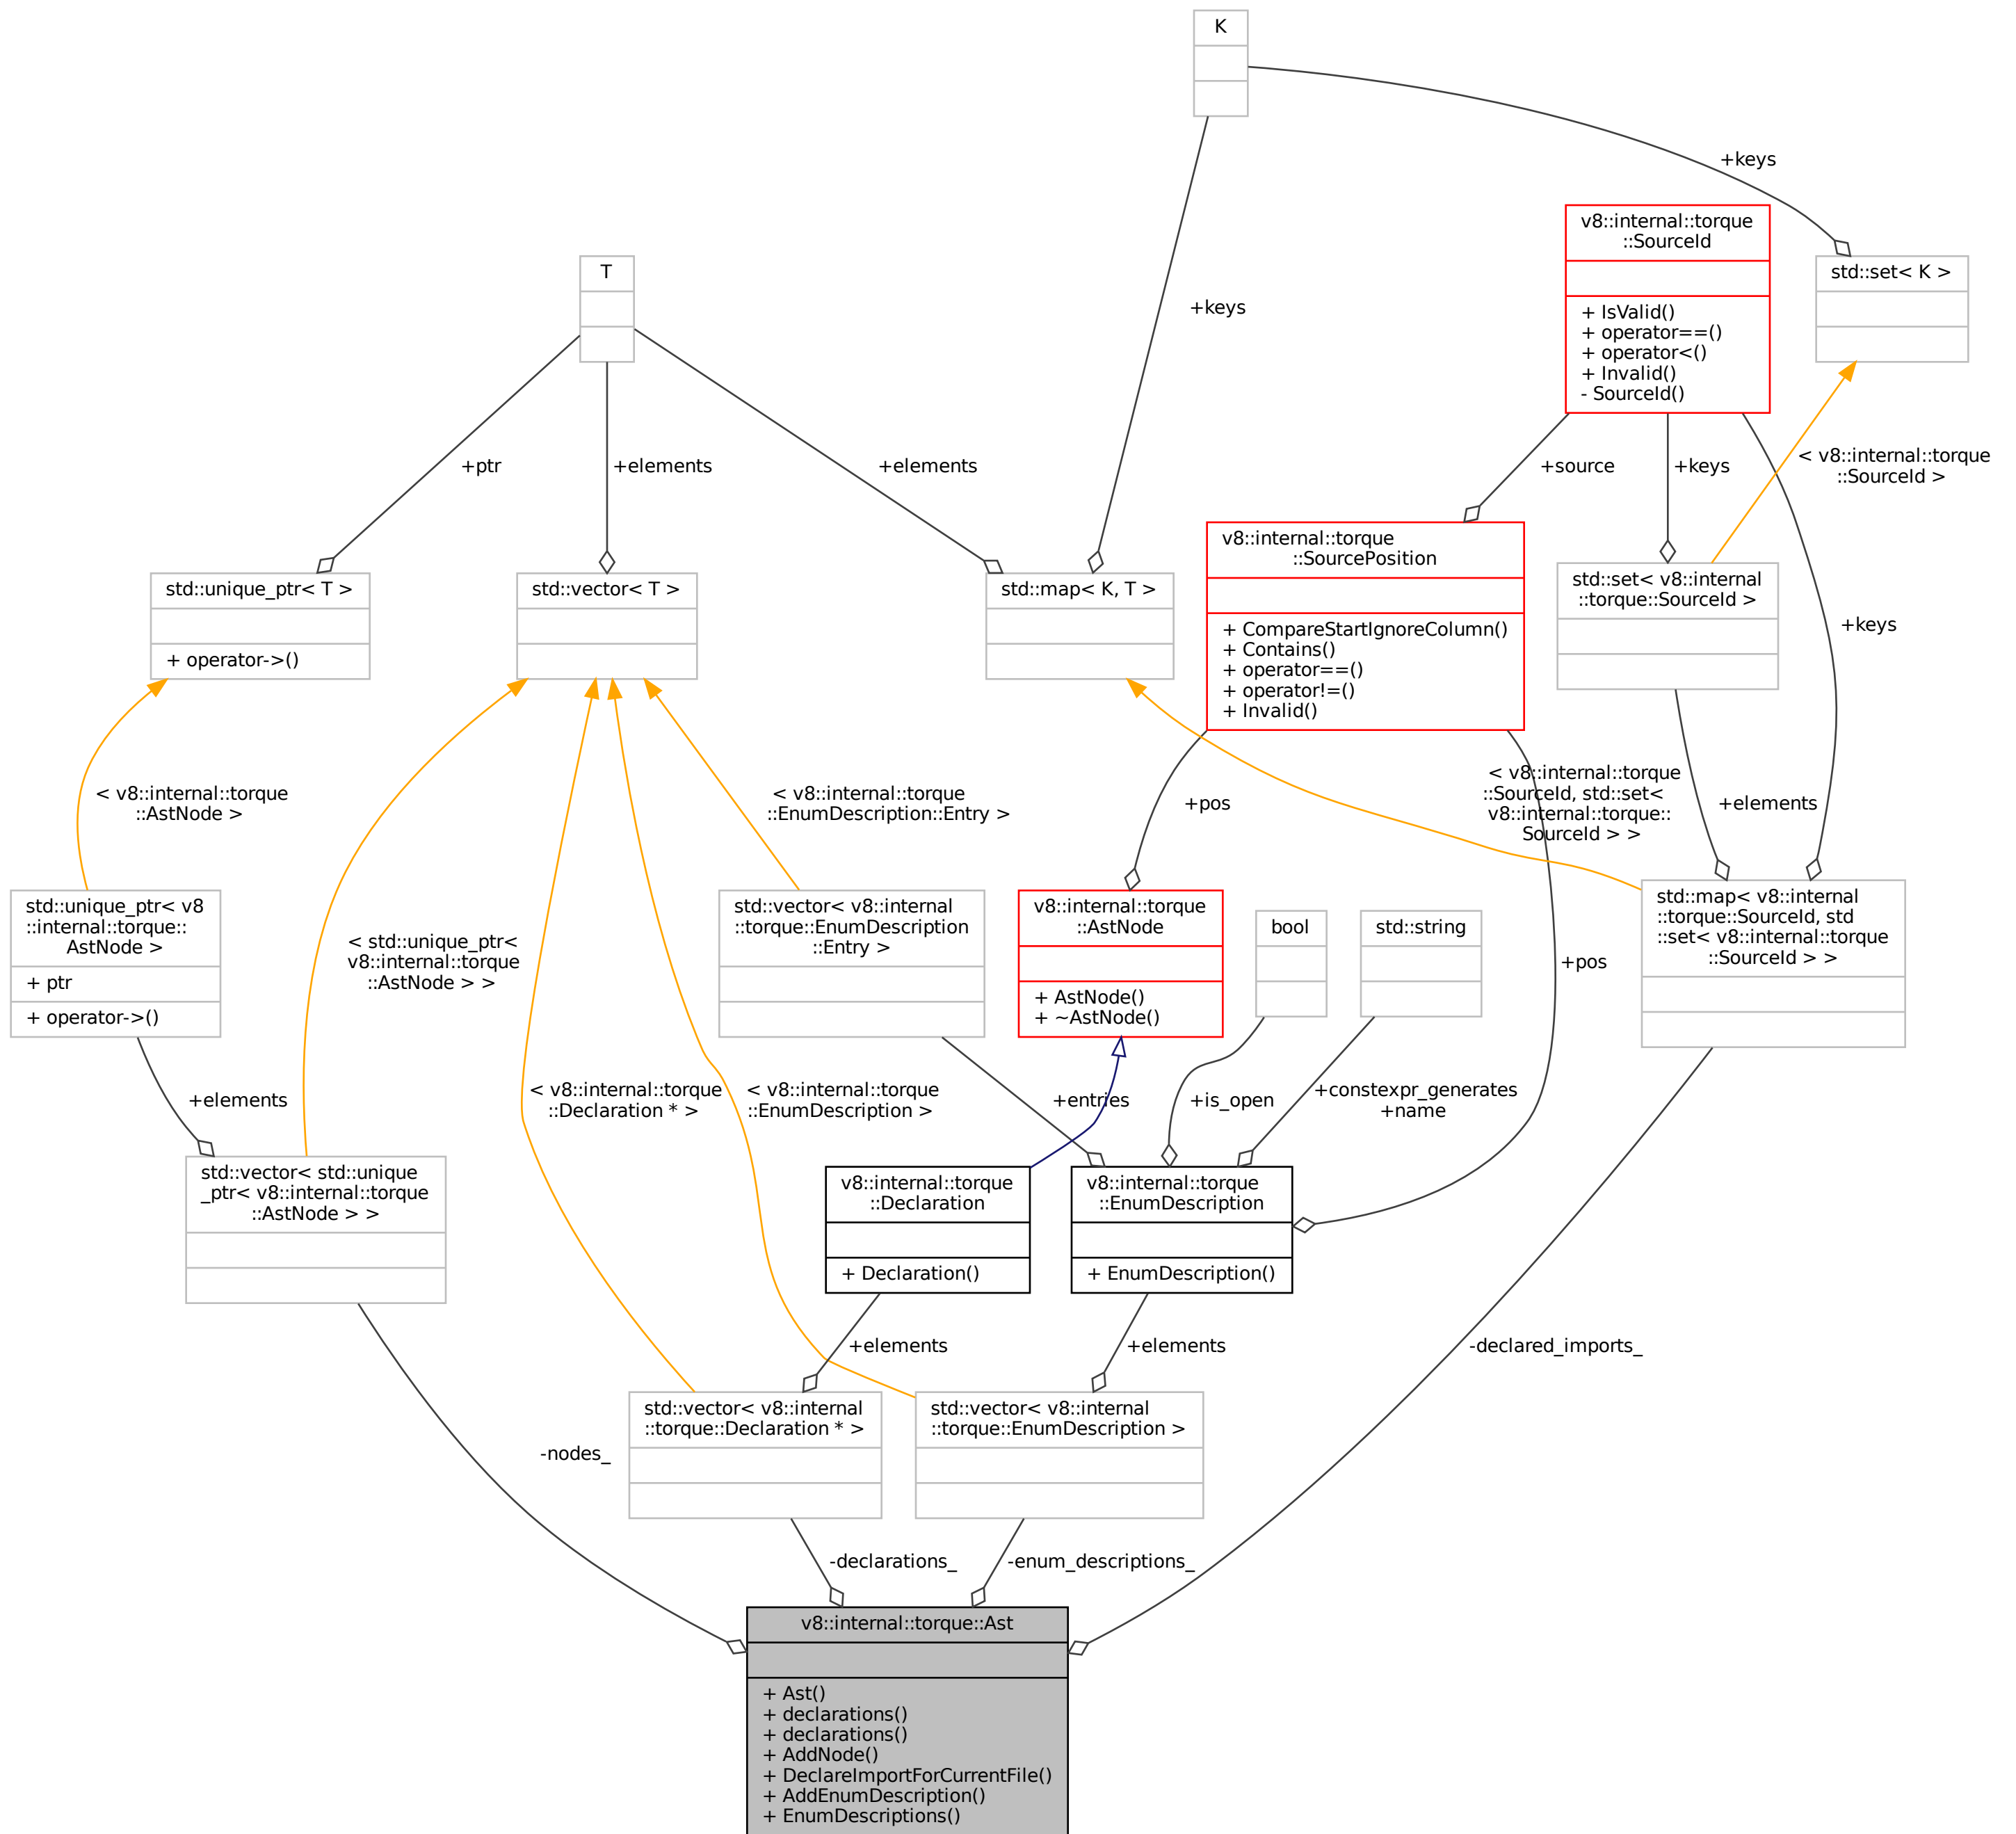 K
+keys
v8::internal::torque
::SourceId
+ IsValid()
+ operator==()
+ operator<()
+ Invalid()
- SourceId()
T
std::set< K >
+keys
+ptr
+elements
+elements
+source
+keys
< v8::internal::torque
::SourceId >
v8::internal::torque
::SourcePosition
+ CompareStartIgnoreColumn()
+ Contains()
+ operator==()
+ operator!=()
+ Invalid()
std::unique_ptr< T >
+ operator->()
std::vector< T >
std::map< K, T >
std::set< v8::internal
::torque::SourceId >
+keys
< v8::internal::torque
::AstNode >
< v8::internal::torque
::EnumDescription::Entry >
+pos
< v8::internal::torque
::SourceId, std::set<
v8::internal::torque::
SourceId > >
+elements
std::unique_ptr< v8
::internal::torque::
AstNode >
+ ptr
+ operator->()
< std::unique_ptr<
v8::internal::torque
::AstNode > >
std::vector< v8::internal
::torque::EnumDescription
::Entry >
v8::internal::torque
::AstNode
+ AstNode()
+ ~AstNode()
bool
std::string
+pos
std::map< v8::internal
::torque::SourceId, std
::set< v8::internal::torque
::SourceId > >
+elements
< v8::internal::torque
::Declaration * >
< v8::internal::torque
::EnumDescription >
+entries
+is_open
+constexpr_generates
+name
std::vector< std::unique
_ptr< v8::internal::torque
::AstNode > >
v8::internal::torque
::Declaration
+ Declaration()
v8::internal::torque
::EnumDescription
+ EnumDescription()
+elements
+elements
-declared_imports_
-nodes_
std::vector< v8::internal
::torque::Declaration * >
std::vector< v8::internal
::torque::EnumDescription >
-declarations_
-enum_descriptions_
v8::internal::torque::Ast
+ Ast()
+ declarations()
+ declarations()
+ AddNode()
+ DeclareImportForCurrentFile()
+ AddEnumDescription()
+ EnumDescriptions()